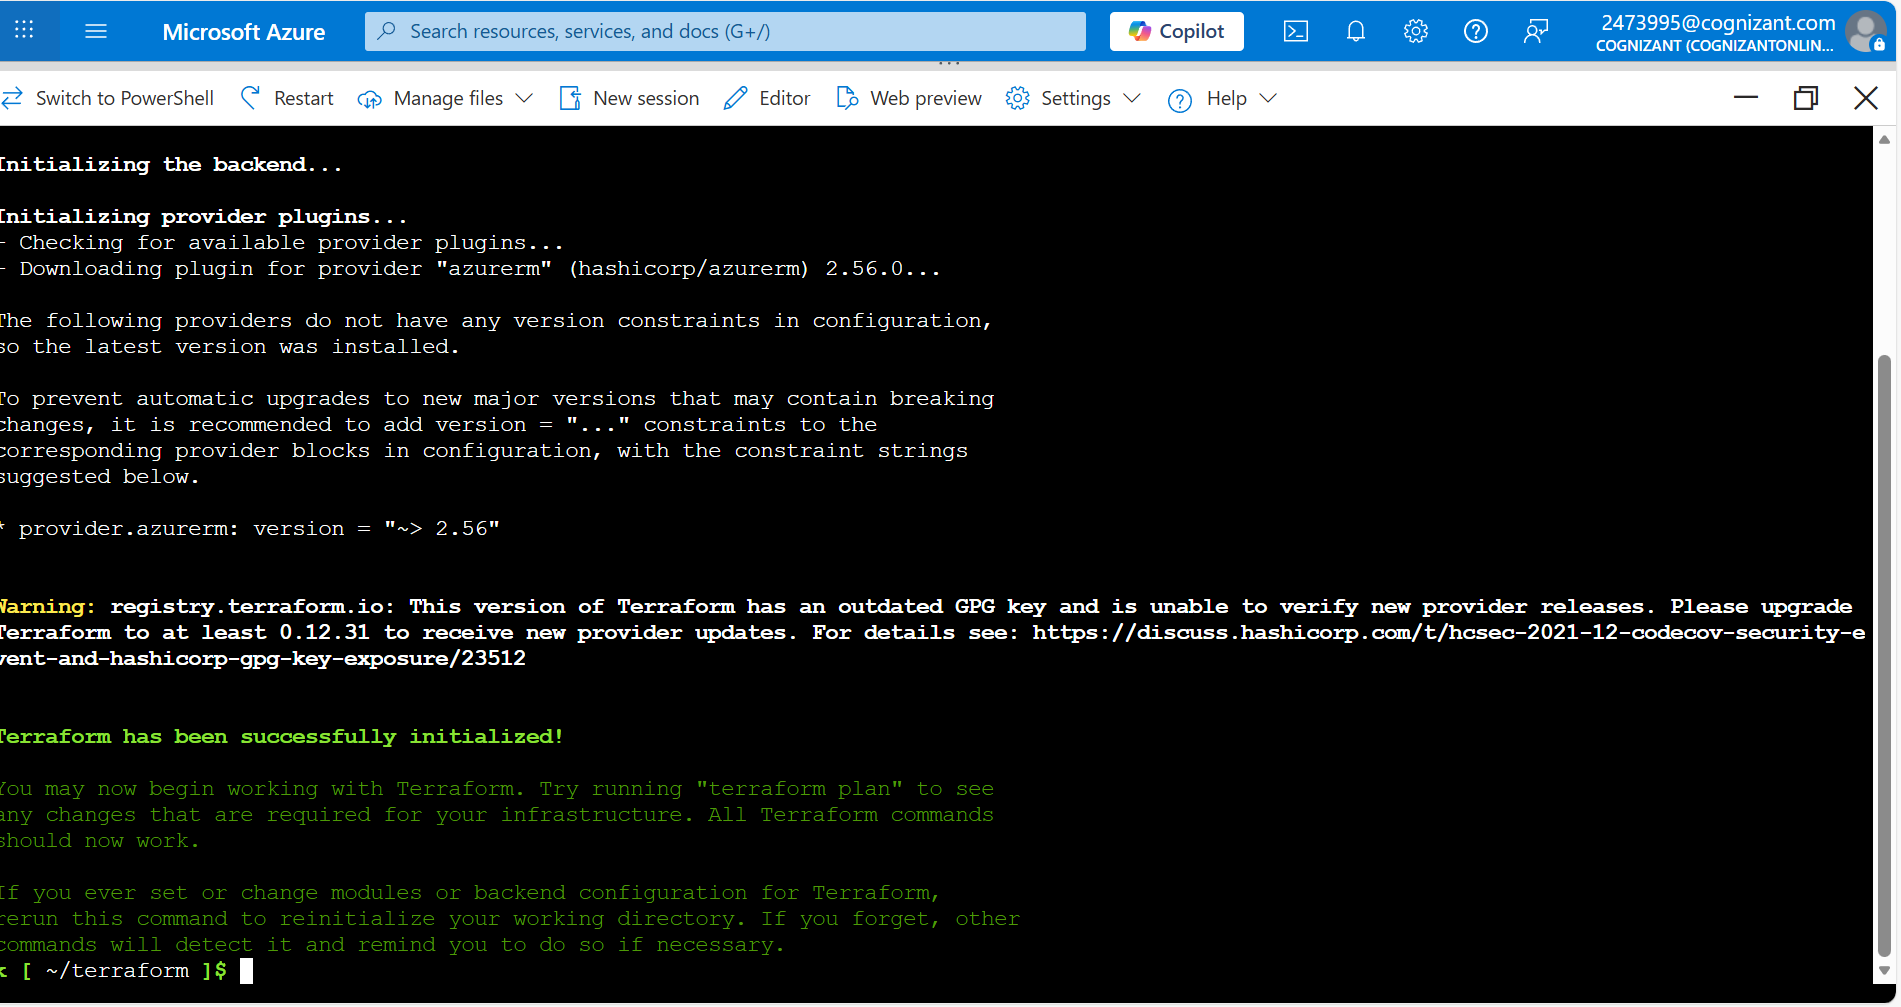 Microsoft Azure
Search resources, services, and docs (G+/)
Copilot
2473995@cognizant.com
COGNIZANT (COGNIZANTONLIN...
Switch to PowerShell
Restart
Manage files
New session
Editor
Web preview
Settings
Help
Initializing the backend...
Initializing provider plugins...
- Checking for available provider plugins...
- Downloading plugin for provider "azurerm" (hashicorp/azurerm) 2.56.0...
The following providers do not have any version constraints in configuration,
so the latest version was installed.
To prevent automatic upgrades to new major versions that may contain breaking
changes, it is recommended to add version = "..." constraints to the
corresponding provider blocks in configuration, with the constraint strings
suggested below.
* provider.azurerm: version = "~> 2.56"
Warning: registry.terraform.io: This version of Terraform has an outdated GPG key and is unable to verify new provider releases. Please upgrade
Terraform to at least 0.12.31 to receive new provider updates. For details see: https://discuss.hashicorp.com/t/hcsec-2021-12-codecov-security-e
vent-and-hashicorp-gpg-key-exposure/23512
Terraform has been successfully initialized!
You may now begin working with Terraform. Try running "terraform plan" to see
any changes that are required for your infrastructure. All Terraform commands
should now work.
If you ever set or change modules or backend configuration for Terraform,
rerun this command to reinitialize your working directory. If you forget, other
commands will detect it and remind you to do so if necessary.
k [ ~/terraform ]$